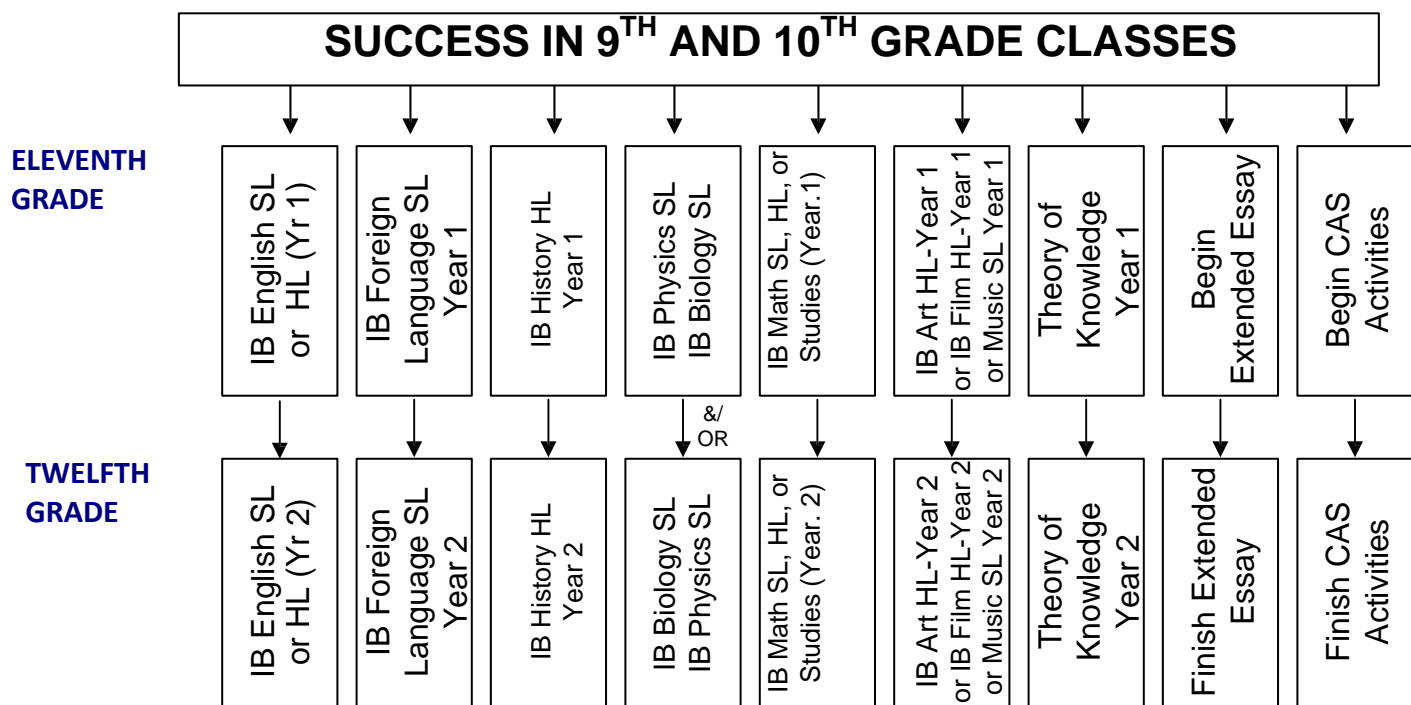 SUCCESS IN 9TH AND 10TH GRADE CLASSES
ELEVENTH
GRADE
IB English SL
or HL (Yr 1)
IB Foreign
Language SL
Year 1
IB History HL
Year 1
IB Physics SL
IB Biology SL
IB Math SL, HL, or
Studies (Year.1)
IB Art HL-Year 1
or IB Film HL-Year 1
or Music SL Year 1
Theory of
Knowledge
Year 1
Begin
Extended Essay
Begin CAS
Activities
&/
OR
TWELFTH
GRADE
IB English SL
or HL (Yr 2)
IB Foreign
Language SL
Year 2
IB History HL
Year 2
IB Biology SL
IB Physics SL
IB Math SL, HL, or
Studies (Year. 2)
IB Art HL-Year 2
or IB Film HL-Year 2
or Music SL Year 2
Theory of
Knowledge
Year 2
Finish Extended
Essay
Finish CAS
Activities